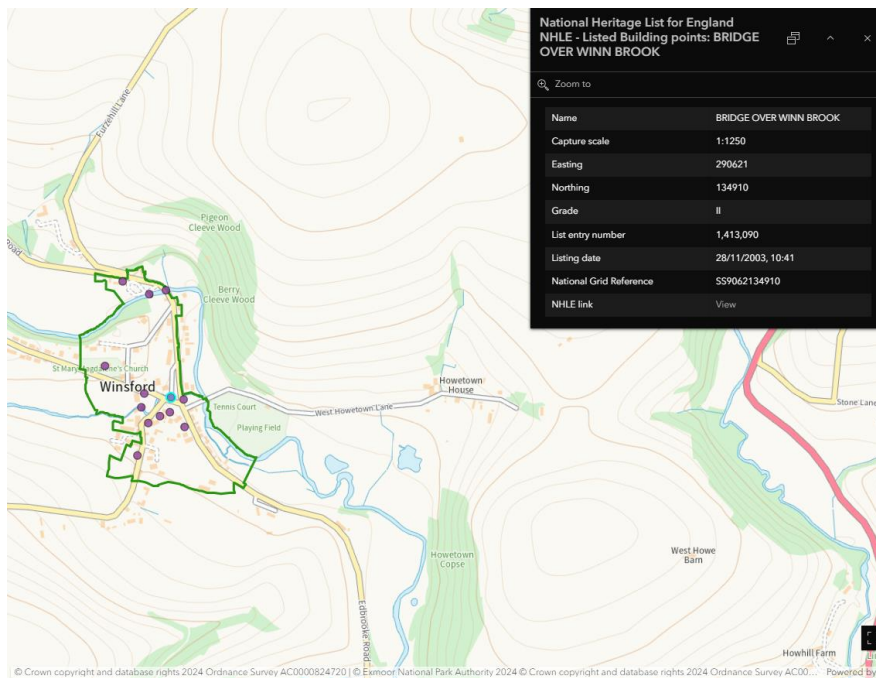 National Heritage List for England
NHLE - Listed Building points: BRIDGE
OVER WINN BROOK
Zoom to
Name BRIDGE OVER WINN BROOK
Capture scale 1:1250
Easting 290621
Northing 134910
Grade II
List entry number 1,413,090
Listing date 28/11/2003, 10:41
National Grid Reference SS9062134910
NHLE link View
Furzehill Lane
Pigeon
Cleeve Wood
Road
Berry
Cleeve Wood
St Mary Magdalene's Church
Winsford
Howetown
House
Tennis Court
West Howetown Lane
Stone Lane
Playing Field
Howetown
Copse
West Howe
Barn
Edbrooke Road
Howhill Farm
| © Crown copyright and database rights 2024 Ordnance Survey AC0000824720 | © Exmoor National Park Authority 2024 © Crown copyright and database rights 2024 Ordnance Survey AC00... Powered by